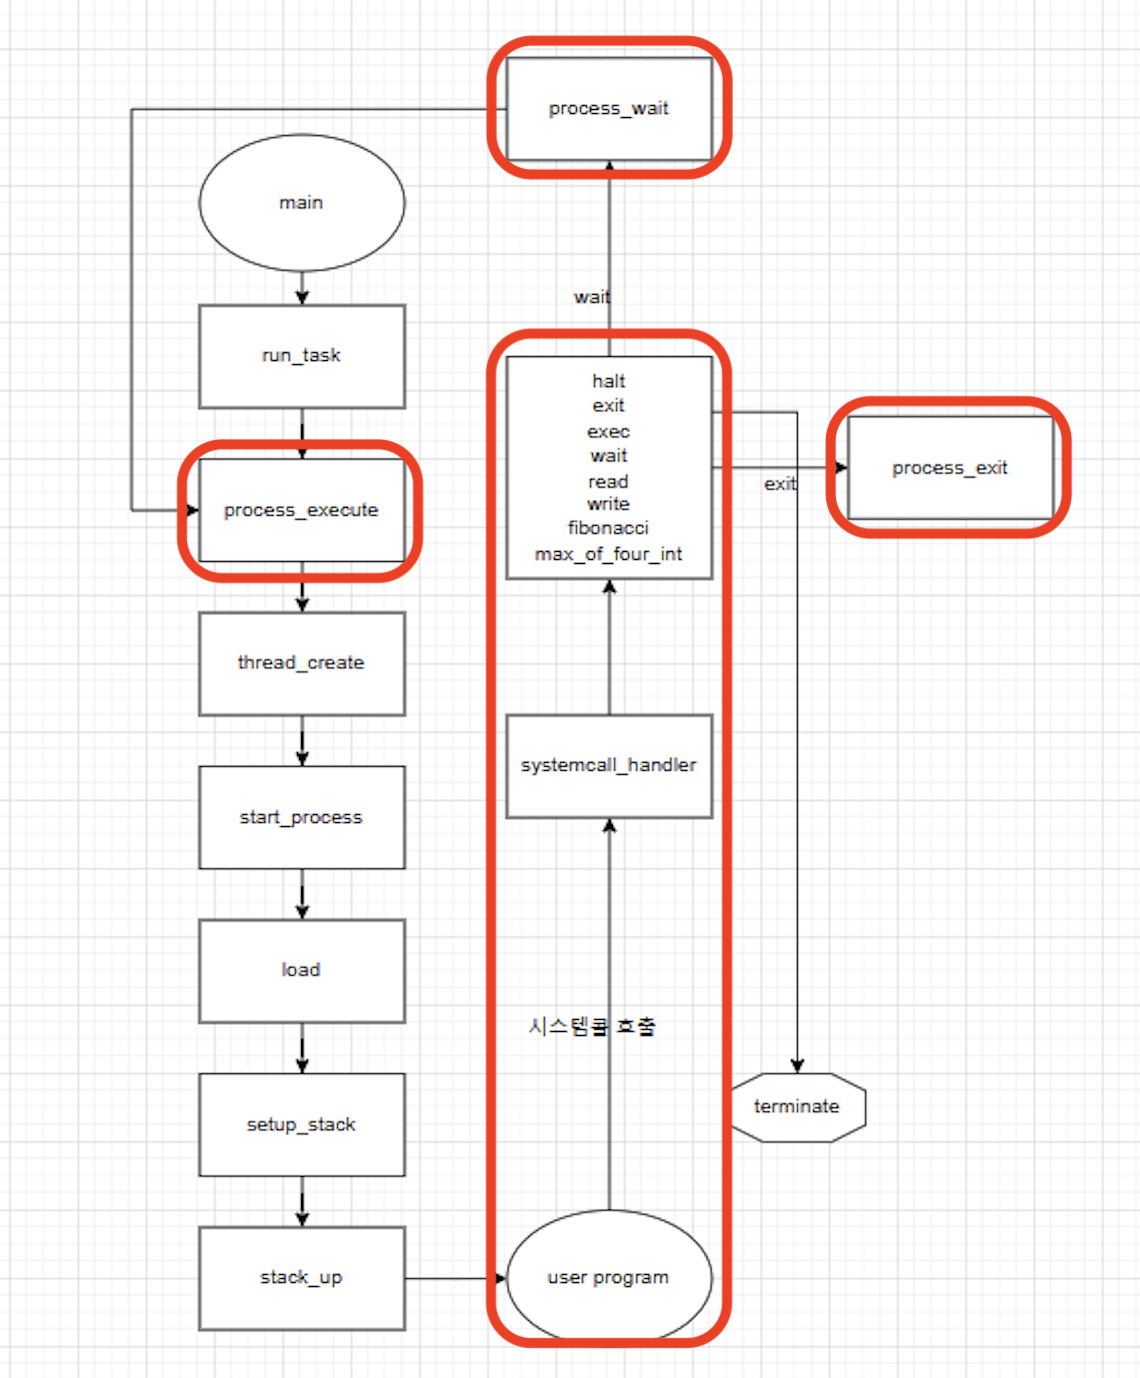 process_wait
main
wait
run_task
halt
exit
exec
wait
read
write
fibonacci
max_of_four_int
exit
process_exit
process_execute
thread_create
systemcall_handler
start_process
load
시스템콜 호출
terminate
setup_stack
stack_up
user program